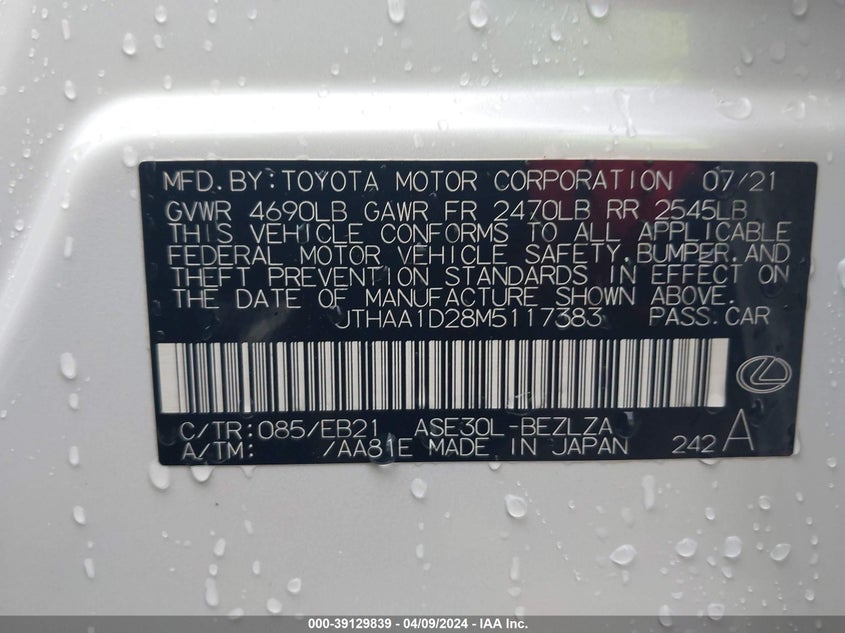 MFD. BY: TOYOTA MOTOR CORPORATION 07/21
GVWR 4690LB GAWR FR 2470LB RR 2545LB
THIS VEHICLE CONFORMS TO ALL APPLICABLE
FEDERAL MOTOR VEHICLE SAFETY, BUMPER, AND
THEFT PREVENTION STANDARDS IN EFFECT ON
THE DATE OF MANUFACTURE SHOWN ABOVE.
JTHAA1D28M5117383 PASS. CAR
C/TR: 085/EB21 ASE30L-BEZLZA
A/TM: /AA81E MADE IN JAPAN 242 A
000-39129839 / 04/09/2024 - IAA Inc.